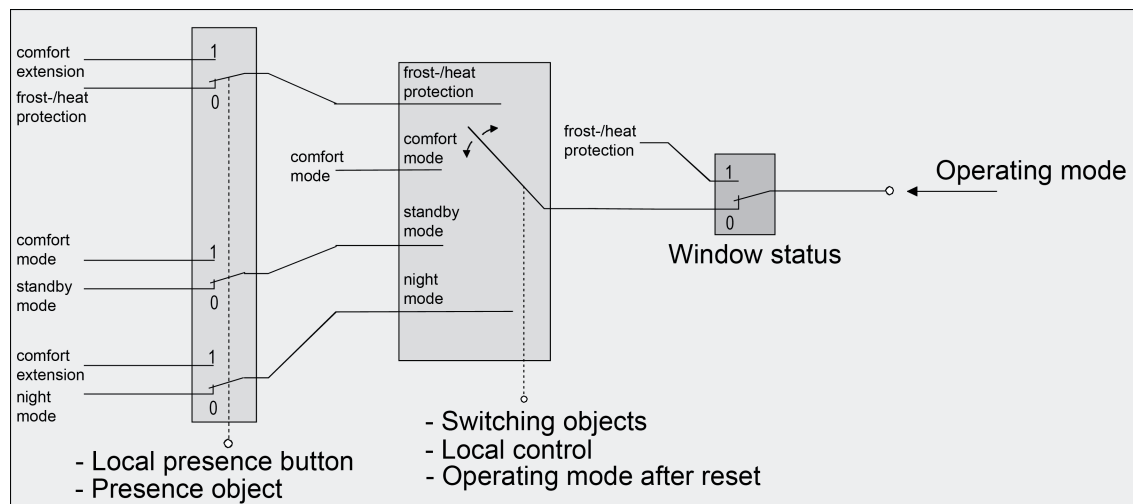 comfort
extension
1
frost-/heat
protection
0
comfort
mode
1
standby
mode
0
comfort
extension
1
night
mode
0
- Local presence button
- Presence object
frost-/heat
protection
comfort
mode
comfort
mode
standby
mode
night
mode
- Switching objects
- Local control
- Operating mode after reset
frost-/heat
protection
1
0
Window status
Operating mode